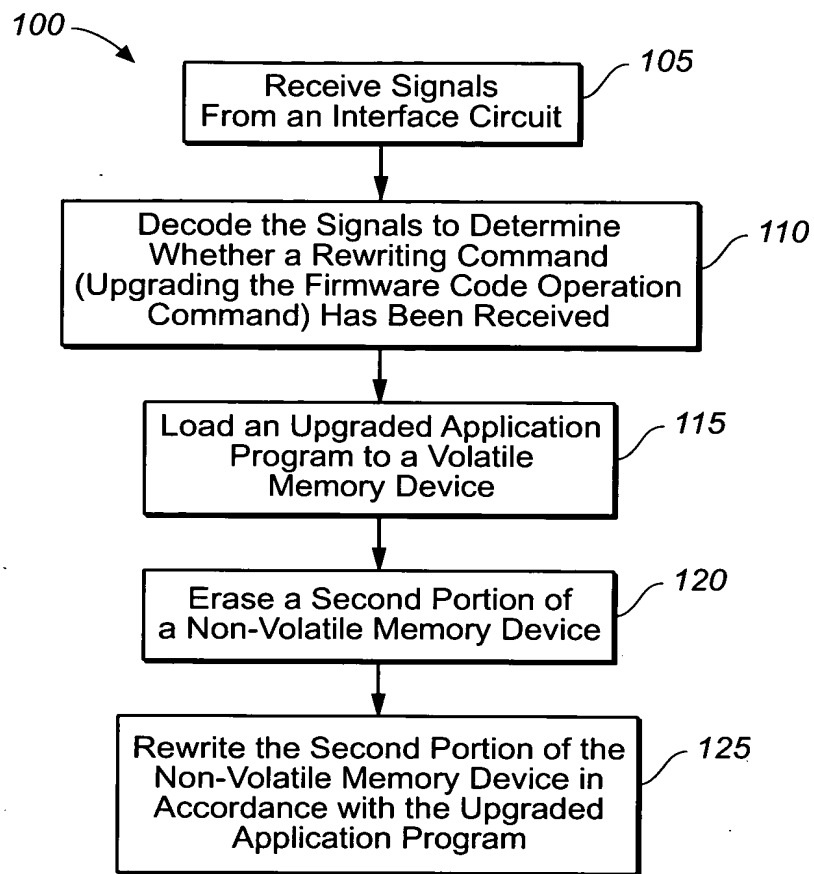 100
105
Receive Signals
From an Interface Circuit
110
Decode the Signals to Determine
Whether a Rewriting Command
(Upgrading the Firmware Code Operation
Command) Has Been Received
115
Load an Upgraded Application
Program to a Volatile
Memory Device
120
Erase a Second Portion of
a Non-Volatile Memory Device
125
Rewrite the Second Portion of the
Non-Volatile Memory Device in
Accordance with the Upgraded
Application Program